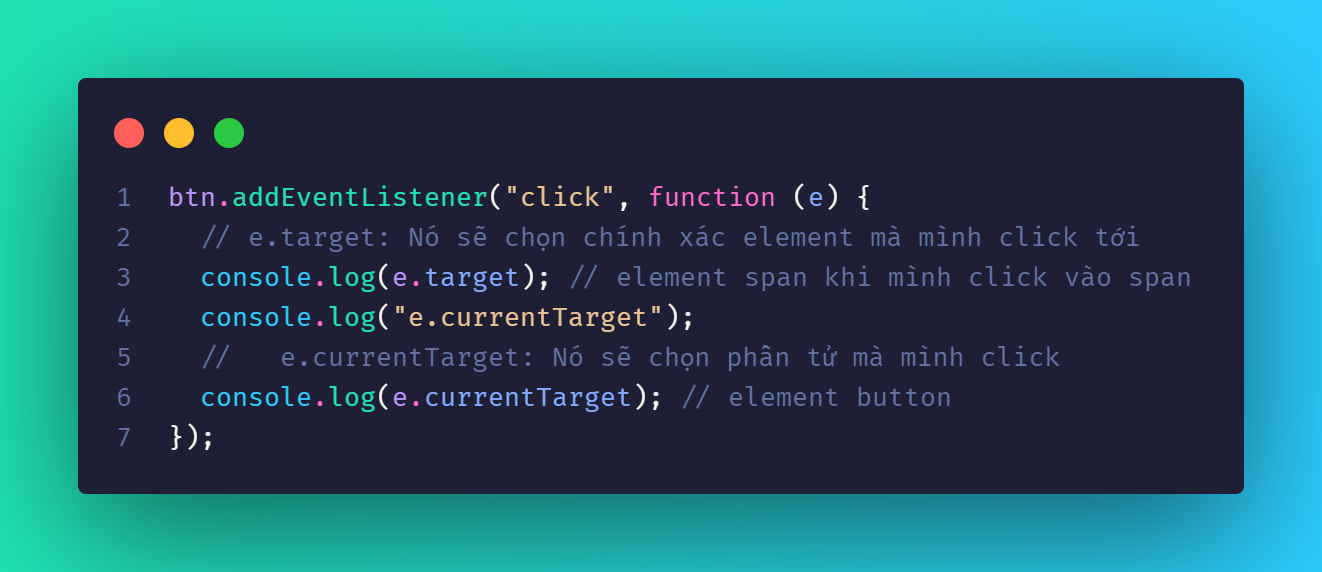 1 btn.addEventListener("click", function (e) {
2 // e.target: Nó sẽ chọn chính xác element mà mình click tới
3 console.log(e.target); // element span khi mình click vào span
4 console.log("e.currentTarget");
5 //   e.currentTarget: Nó sẽ chọn phần tử mà mình click
6 console.log(e.currentTarget); // element button
7 });